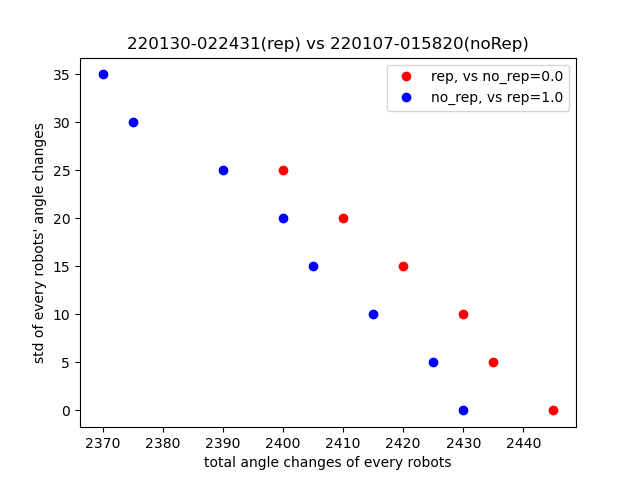 220130-022431(rep) vs 220107-015820(noRep)
rep, vs no_rep=0.0
no_rep, vs rep=1.0
std of every robots' angle changes
35
30
25
20
15
10
5
0
2370 2380 2390 2400 2410 2420 2430 2440
total angle changes of every robots